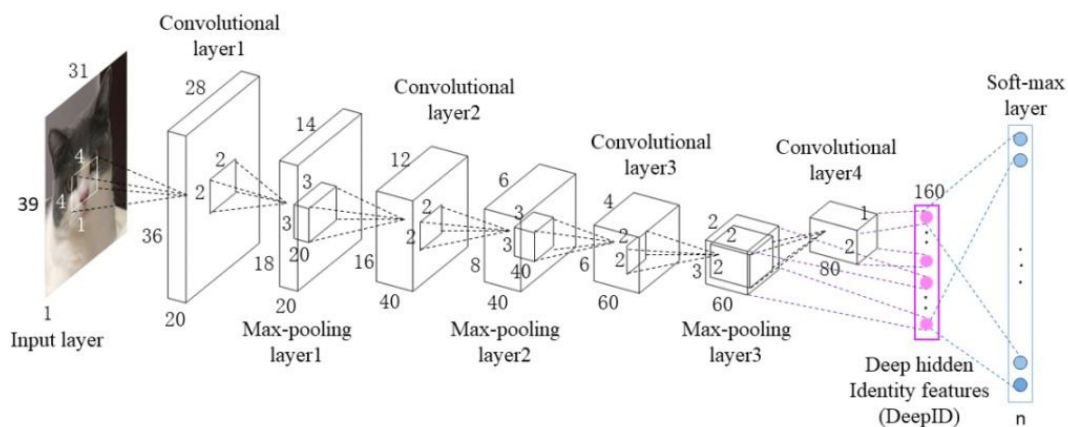 Convolutional
layer1
31
28
4
4
1
39
36
1
Input layer
20
2
2
14
3
3
20
18
20
Max-pooling
layer1
Convolutional
layer2
12
2
2
16
40
6
3
3
40
8
40
Max-pooling
layer2
Convolutional
layer3
4
2
2
6
60
2
2
2
3
60
Max-pooling
layer3
Convolutional
layer4
1
2
80
160
Deep hidden
Identity features
(DeepID)
Soft-max
layer
n